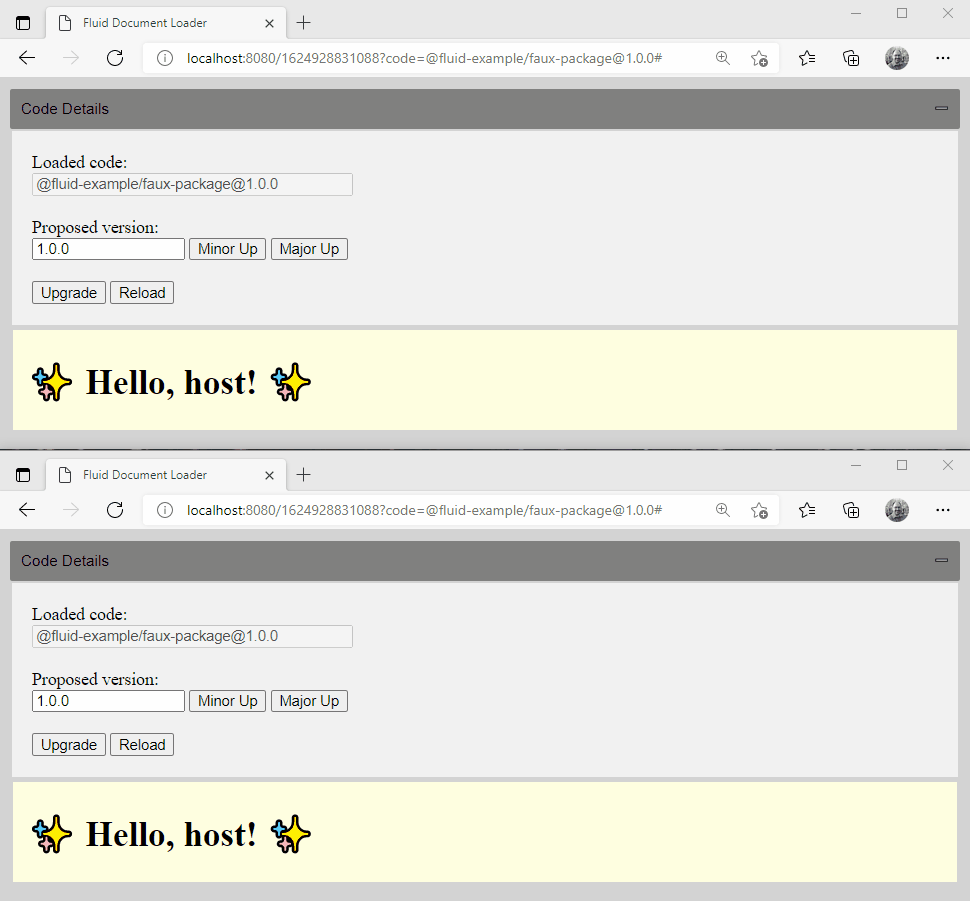 Fluid Document Loader
localhost:8080/1624928831088?code=@fluid-example/faux-package@1.0.0#
Code Details
Loaded code:
@fluid-example/faux-package@1.0.0
Proposed version:
1.0.0 Minor Up Major Up
Upgrade Reload
✨ Hello, host! ✨
Fluid Document Loader
localhost:8080/1624928831088?code=@fluid-example/faux-package@1.0.0#
Code Details
Loaded code:
@fluid-example/faux-package@1.0.0
Proposed version:
1.0.0 Minor Up Major Up
Upgrade Reload
✨ Hello, host! ✨